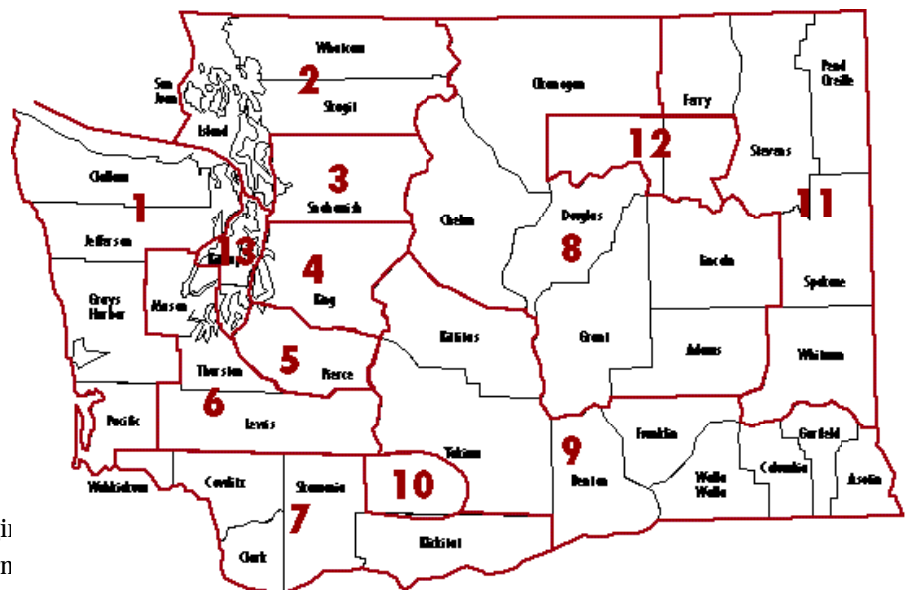 Whatcom
2
San
Juan
Skagit
Island
Okanogan
Ferry
Pend
Oreille
12
Stevens
Clallam
3
Snohomish
1
11
Chelan
Douglas
Jefferson
13
8
4
Lincoln
Spokane
Grays
Harbor
Mason
King
Kittitas
Grant
Adams
Whitman
5
Pierce
Thurston
6
Pacific
Lewis
Franklin
Garfield
9
Yakima
Columbia
Asotin
Wahkiakum
Cowlitz
Skamania
10
Benton
Walla
Walla
7
Clark
Klickitat